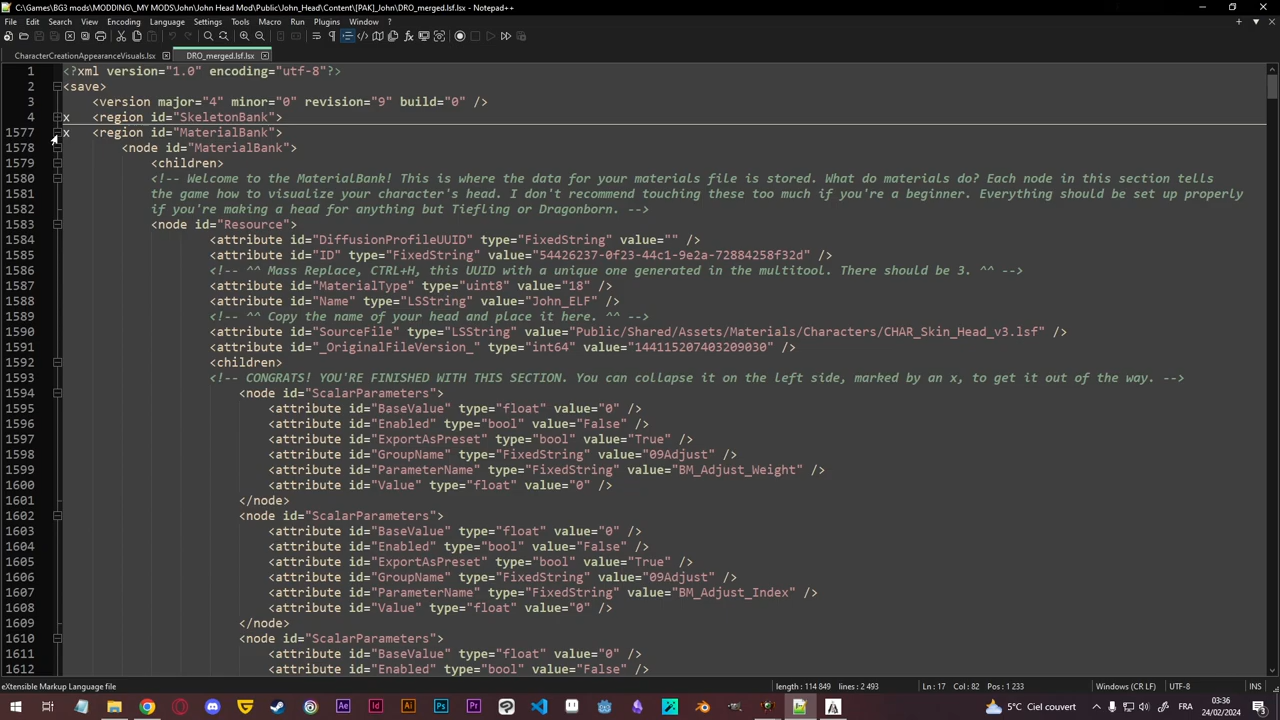 C:\Games\BG3 mods\MODDING\_MY MODS\John\John Head Mod\Public\John_Head\Content\[PAK]_John\DRO_merged.lsf.lsx - Notepad++
File Edit Search View Encoding Language Settings Tools Macro Run Plugins Window ?
CharacterCreationAppearanceVisuals.lsx DRO_merged.lsf.lsx
1 <?xml version="1.0" encoding="utf-8"?>
2 <save>
3 <version major="4" minor="0" revision="9" build="0" />
4 x <region id="SkeletonBank">
1577 x <region id="MaterialBank">
1578 <node id="MaterialBank">
1579 <children>
1580 <!-- Welcome to the MaterialBank! This is where the data for your materials file is stored. What do materials do? Each node in this section tells
1581 the game how to visualize your character's head. I don't recommend touching these too much if you're a beginner. Everything should be set up properly
1582 if you're making a head for anything but Tiefling or Dragonborn. -->
1583 <node id="Resource">
1584 <attribute id="DiffusionProfileUUID" type="FixedString" value="" />
1585 <attribute id="ID" type="FixedString" value="54426237-0f23-44c1-9e2a-72884258f32d" />
1586 <!-- ^^ Mass Replace, CTRL+H, this UUID with a unique one generated in the multitool. There should be 3. ^^ -->
1587 <attribute id="MaterialType" type="uint8" value="18" />
1588 <attribute id="Name" type="LSString" value="John_ELF" />
1589 <!-- ^^ Copy the name of your head and place it here. ^^ -->
1590 <attribute id="SourceFile" type="LSString" value="Public/Shared/Assets/Materials/Characters/CHAR_Skin_Head_v3.lsf" />
1591 <attribute id="_OriginalFileVersion_" type="int64" value="144115207403209030" />
1592 <children>
1593 <!-- CONGRATS! YOU'RE FINISHED WITH THIS SECTION. You can collapse it on the left side, marked by an x, to get it out of the way. -->
1594 <node id="ScalarParameters">
1595 <attribute id="BaseValue" type="float" value="0" />
1596 <attribute id="Enabled" type="bool" value="False" />
1597 <attribute id="ExportAsPreset" type="bool" value="True" />
1598 <attribute id="GroupName" type="FixedString" value="09Adjust" />
1599 <attribute id="ParameterName" type="FixedString" value="BM_Adjust_Weight" />
1600 <attribute id="Value" type="float" value="0" />
1601 </node>
1602 <node id="ScalarParameters">
1603 <attribute id="BaseValue" type="float" value="0" />
1604 <attribute id="Enabled" type="bool" value="False" />
1605 <attribute id="ExportAsPreset" type="bool" value="True" />
1606 <attribute id="GroupName" type="FixedString" value="09Adjust" />
1607 <attribute id="ParameterName" type="FixedString" value="BM_Adjust_Index" />
1608 <attribute id="Value" type="float" value="0" />
1609 </node>
1610 <node id="ScalarParameters">
1611 <attribute id="BaseValue" type="float" value="0" />
1612 <attribute id="Enabled" type="bool" value="False" />
eXtensible Markup Language file length : 114 849 lines : 2 493 Ln : 17 Col : 82 Pos : 1 233 Windows (CR LF) UTF-8 INS
Ae Id Ai Ps Pr 5°C Ciel couvert 03:36
24/02/2024